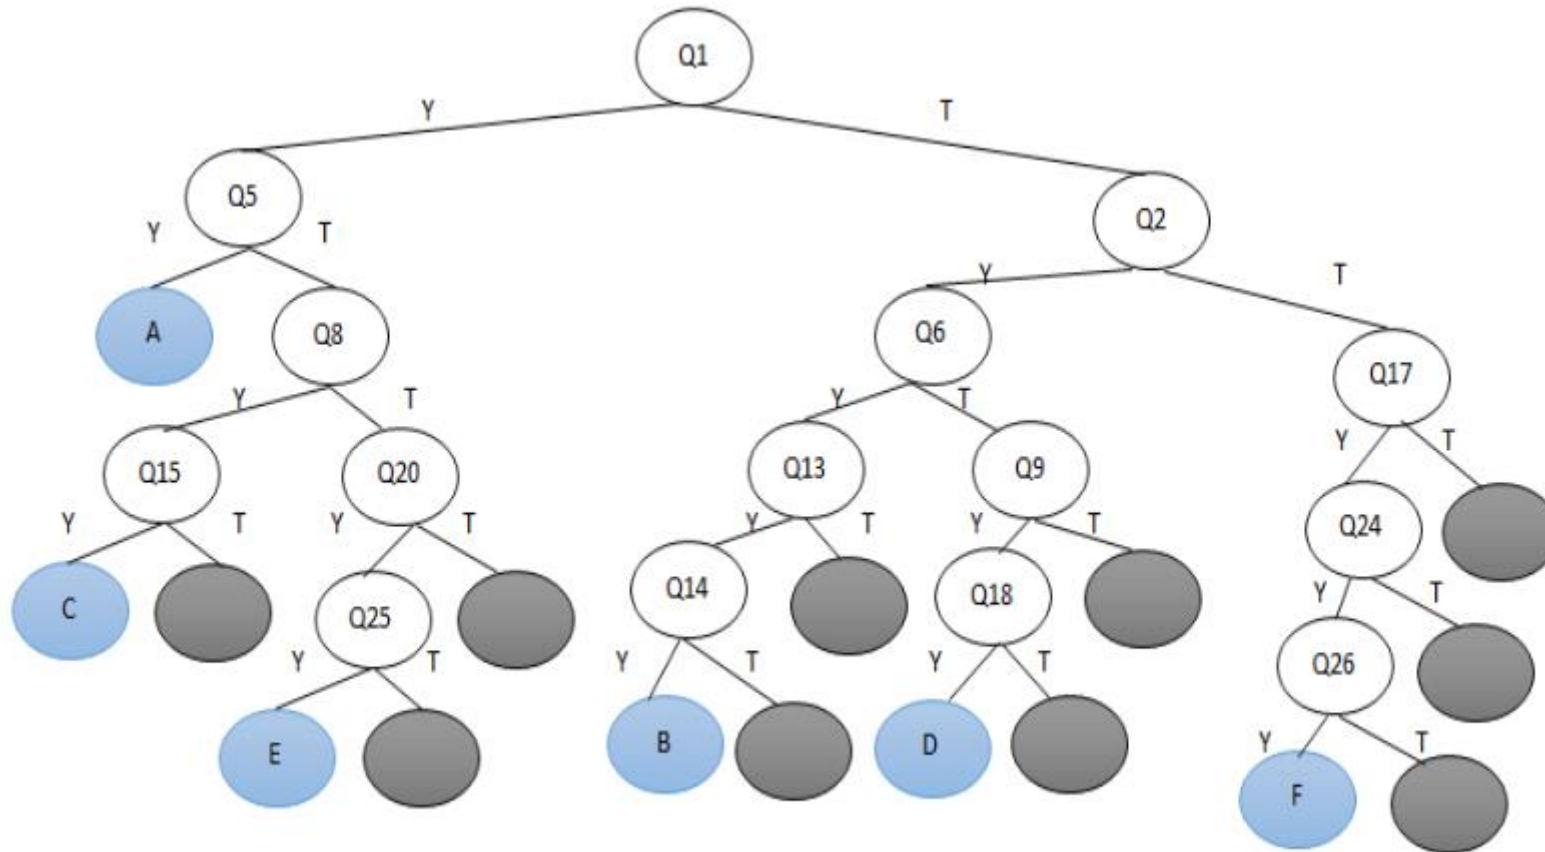 Q1
Y T
Q5
Q2
Y T
Y T
A Q8 Q6
Q17
Y T Y T
Y T
Q15 Q20 Q13 Q9
Q24
Y T Y T Y T Y T
Y T
C Q25 Q14 Q18
Q26
Y T Y T Y T
E B D
Y T
F